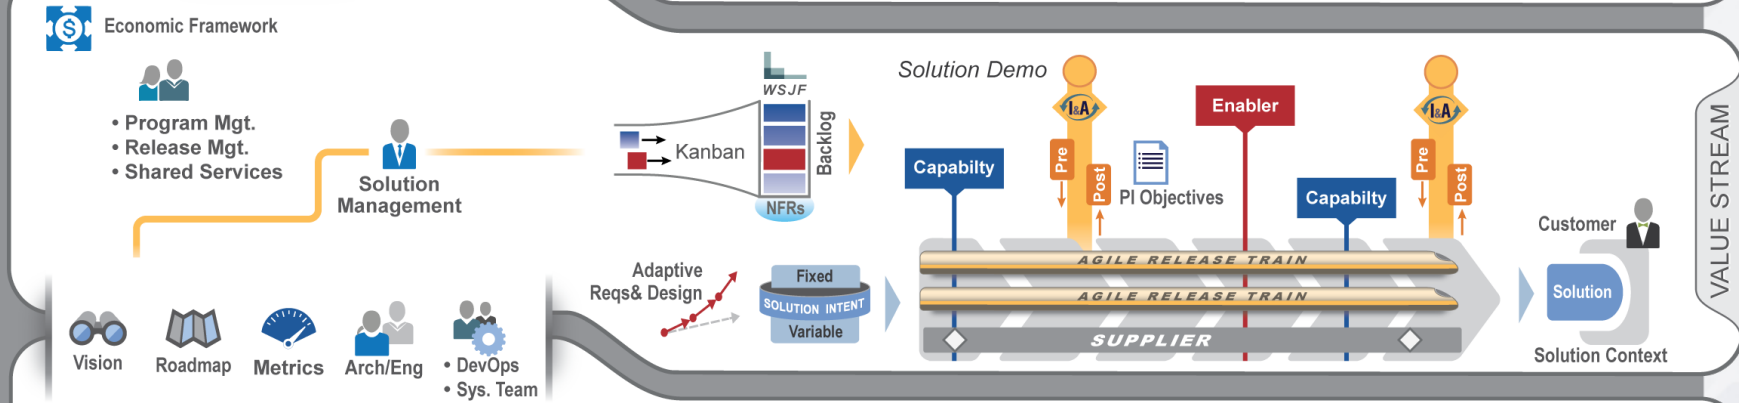 Economic Framework
• Program Mgt.
• Release Mgt.
• Shared Services
Solution
Management
Vision
Roadmap
Metrics
Arch/Eng
• DevOps
• Sys. Team
WSJF
Kanban
Backlog
NFRs
Adaptive
Reqs& Design
Fixed
SOLUTION INTENT
Variable
Solution Demo
I&A
Enabler
I&A
Capabilty
Pre
Post
PI Objectives
Capabilty
Pre
Post
AGILE RELEASE TRAIN
AGILE RELEASE TRAIN
SUPPLIER
Customer
Solution
Solution Context
VALUE STREAM